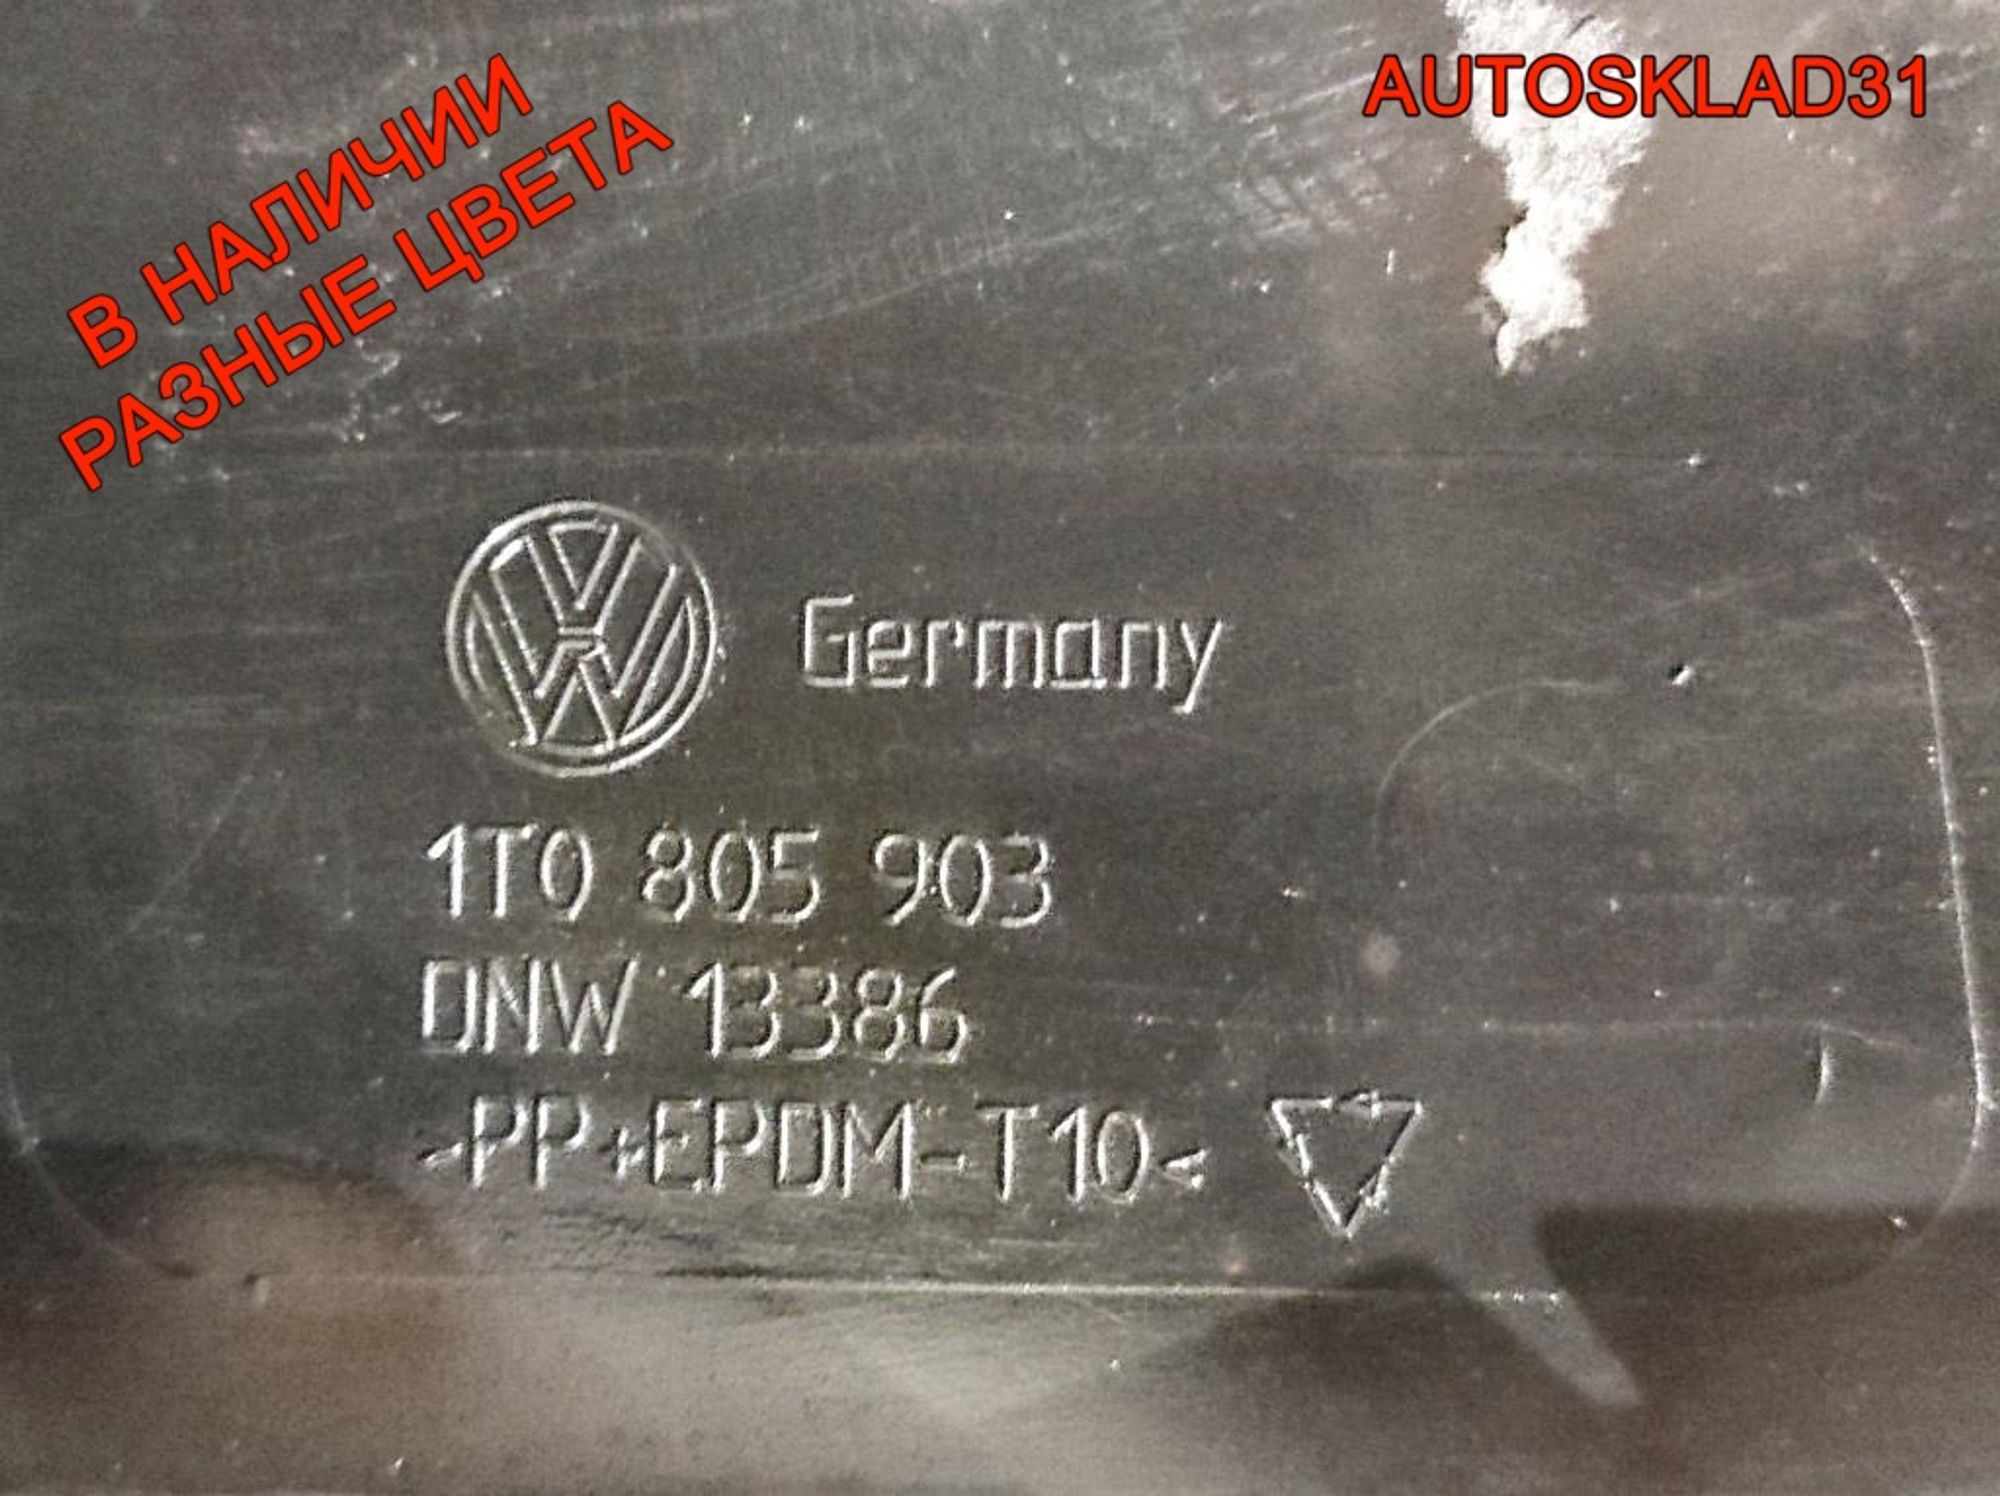 В НАЛИЧИИ
РАЗНЫЕ ЦВЕТА
AUTOSKLAD31
Germany
1T0 805 903
DNW 13386
>PP+EPDM-T10<